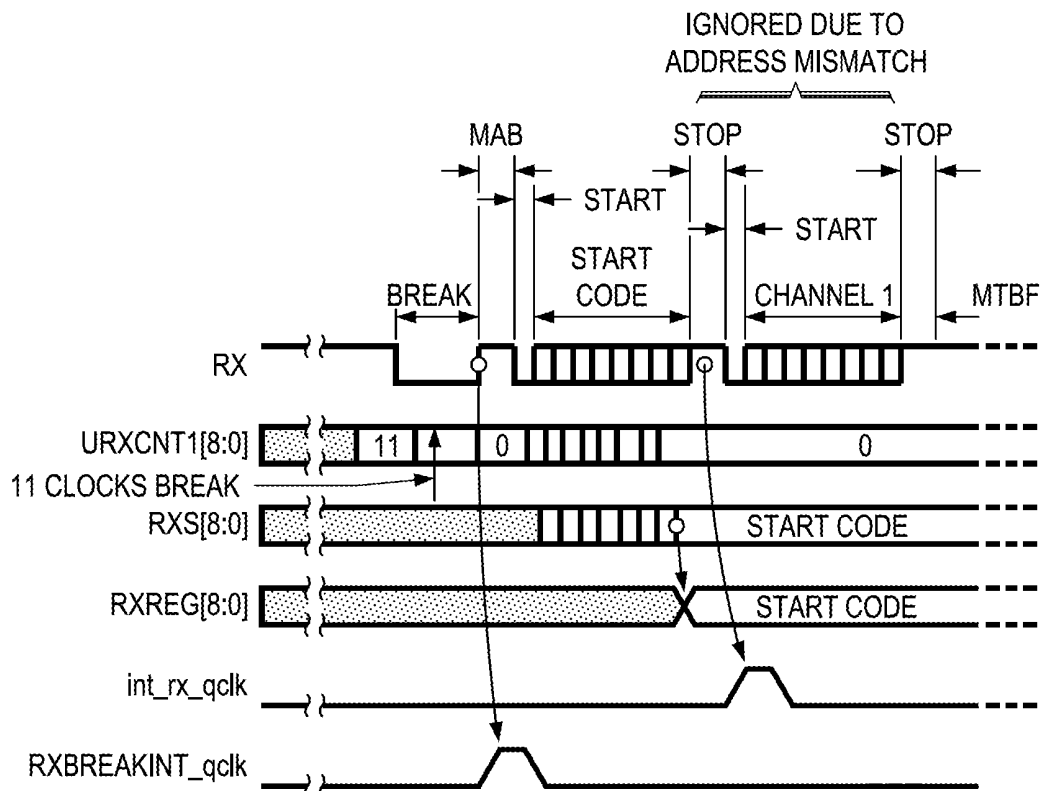 IGNORED DUE TO
ADDRESS MISMATCH
MAB
STOP
STOP
START
START
START
CODE
BREAK
CHANNEL 1
MTBF
RX
URXCNT1[8:0]
11
0
0
11 CLOCKS BREAK
RXS[8:0]
START CODE
RXREG[8:0]
START CODE
int_rx_qclk
RXBREAKINT_qclk